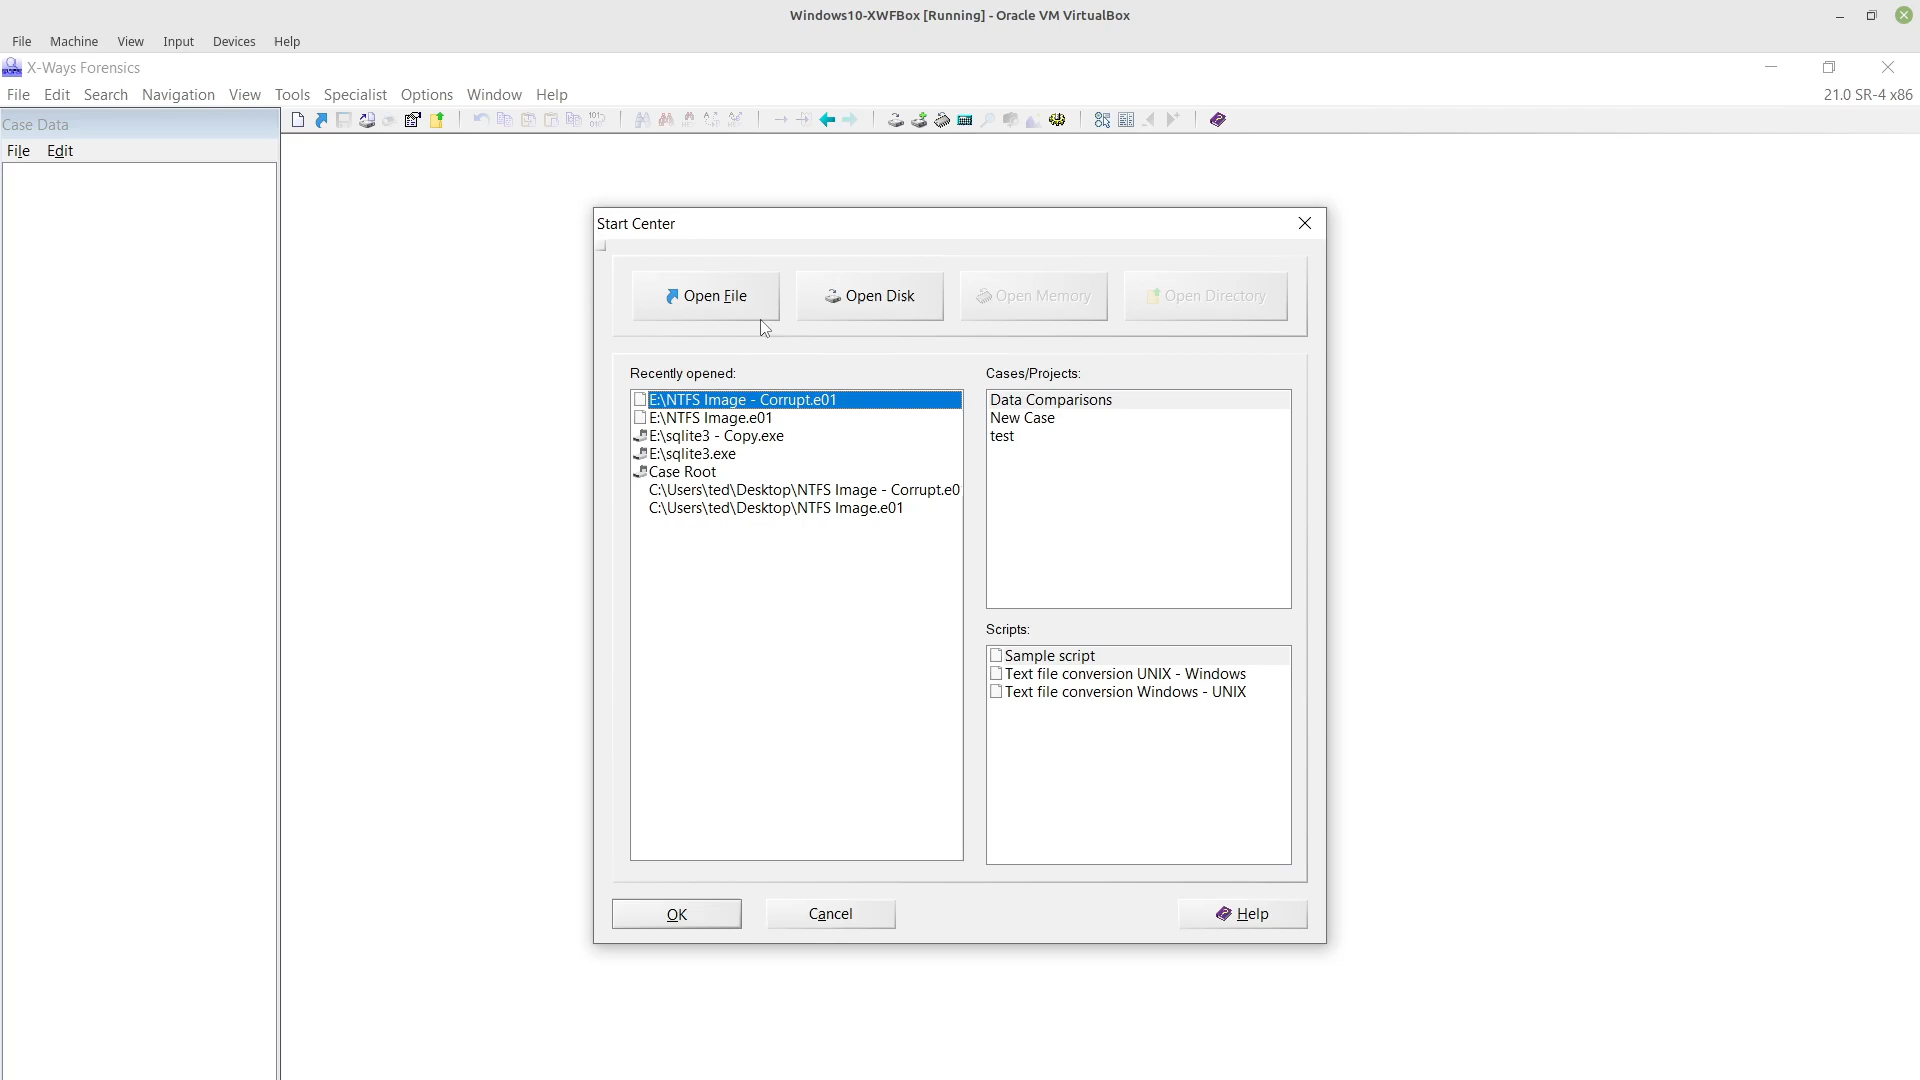 Windows10-XWFBox [Running] - Oracle VM VirtualBox
File Machine View Input Devices Help
X-Ways Forensics
File Edit Search Navigation View Tools Specialist Options Window Help
21.0 SR-4 x86
Case Data
File Edit
Start Center
Open File
Open Disk
Open Memory
Open Directory
Recently opened:
E:\NTFS Image - Corrupt.e01
E:\NTFS Image.e01
E:\sqlite3 - Copy.exe
E:\sqlite3.exe
Case Root
C:\Users\ted\Desktop\NTFS Image - Corrupt.e0
C:\Users\ted\Desktop\NTFS Image.e01
Cases/Projects:
Data Comparisons
New Case
test
Scripts:
Sample script
Text file conversion UNIX - Windows
Text file conversion Windows - UNIX
OK
Cancel
Help